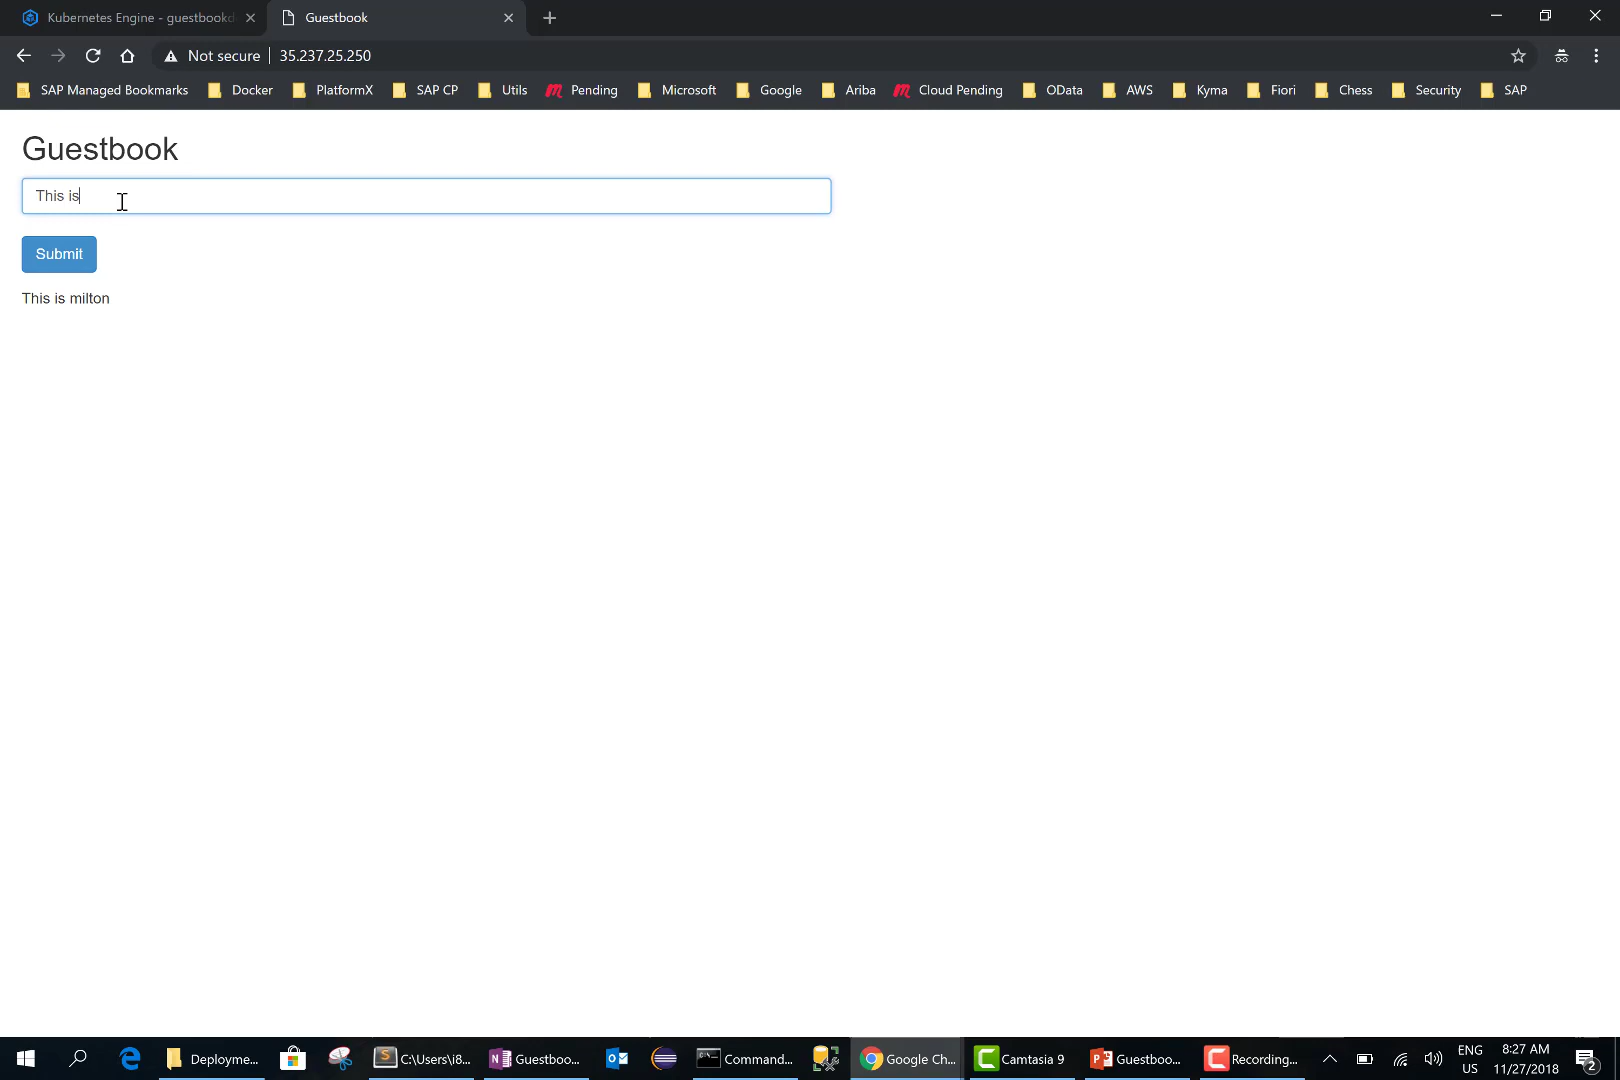 Kubernetes Engine - guestbookd
Guestbook
Not secure
35.237.25.250
SAP Managed Bookmarks
Docker
PlatformX
SAP CP
Utils
Pending
Microsoft
Google
Ariba
Cloud Pending
OData
AWS
Kyma
Fiori
Chess
Security
SAP
Guestbook
This is
Submit
This is milton
Deployme...
C:\Users\i8...
Guestboo...
Command...
Google Ch...
Camtasia 9
Guestboo...
Recording...
ENG
US
8:27 AM
11/27/2018
2